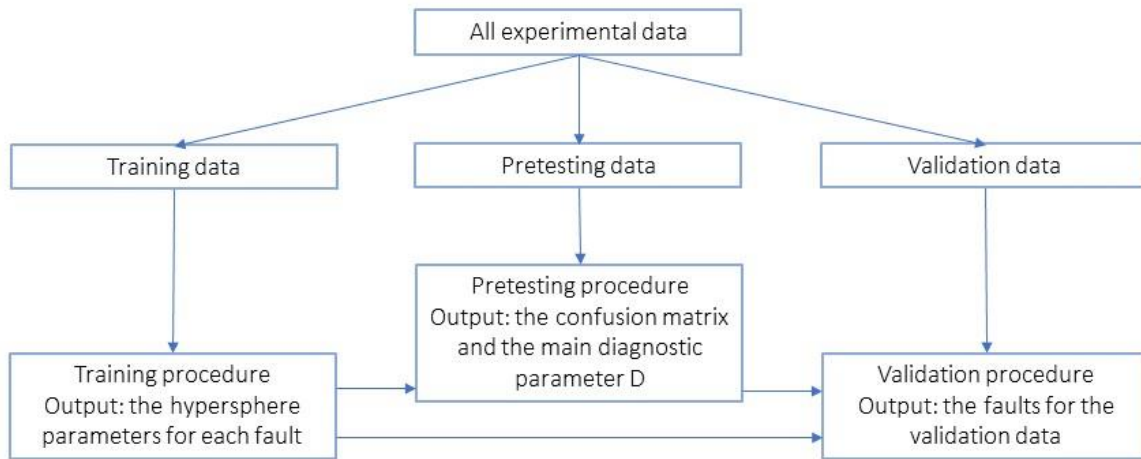 All experimental data
Training data
Pretesting data
Validation data
Pretesting procedure
Output: the confusion matrix
and the main diagnostic
parameter D
Training procedure
Output: the hypersphere
parameters for each fault
Validation procedure
Output: the faults for the
validation data